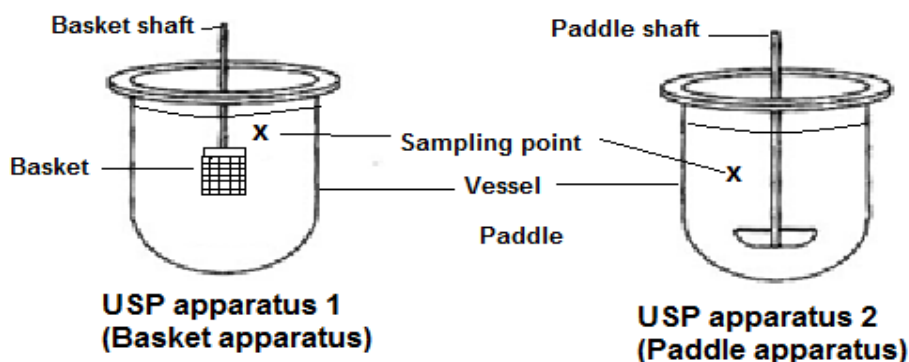 Basket shaft
Paddle shaft
x
Sampling point
x
Basket
Vessel
Paddle
USP apparatus 1
(Basket apparatus)
USP apparatus 2
(Paddle apparatus)